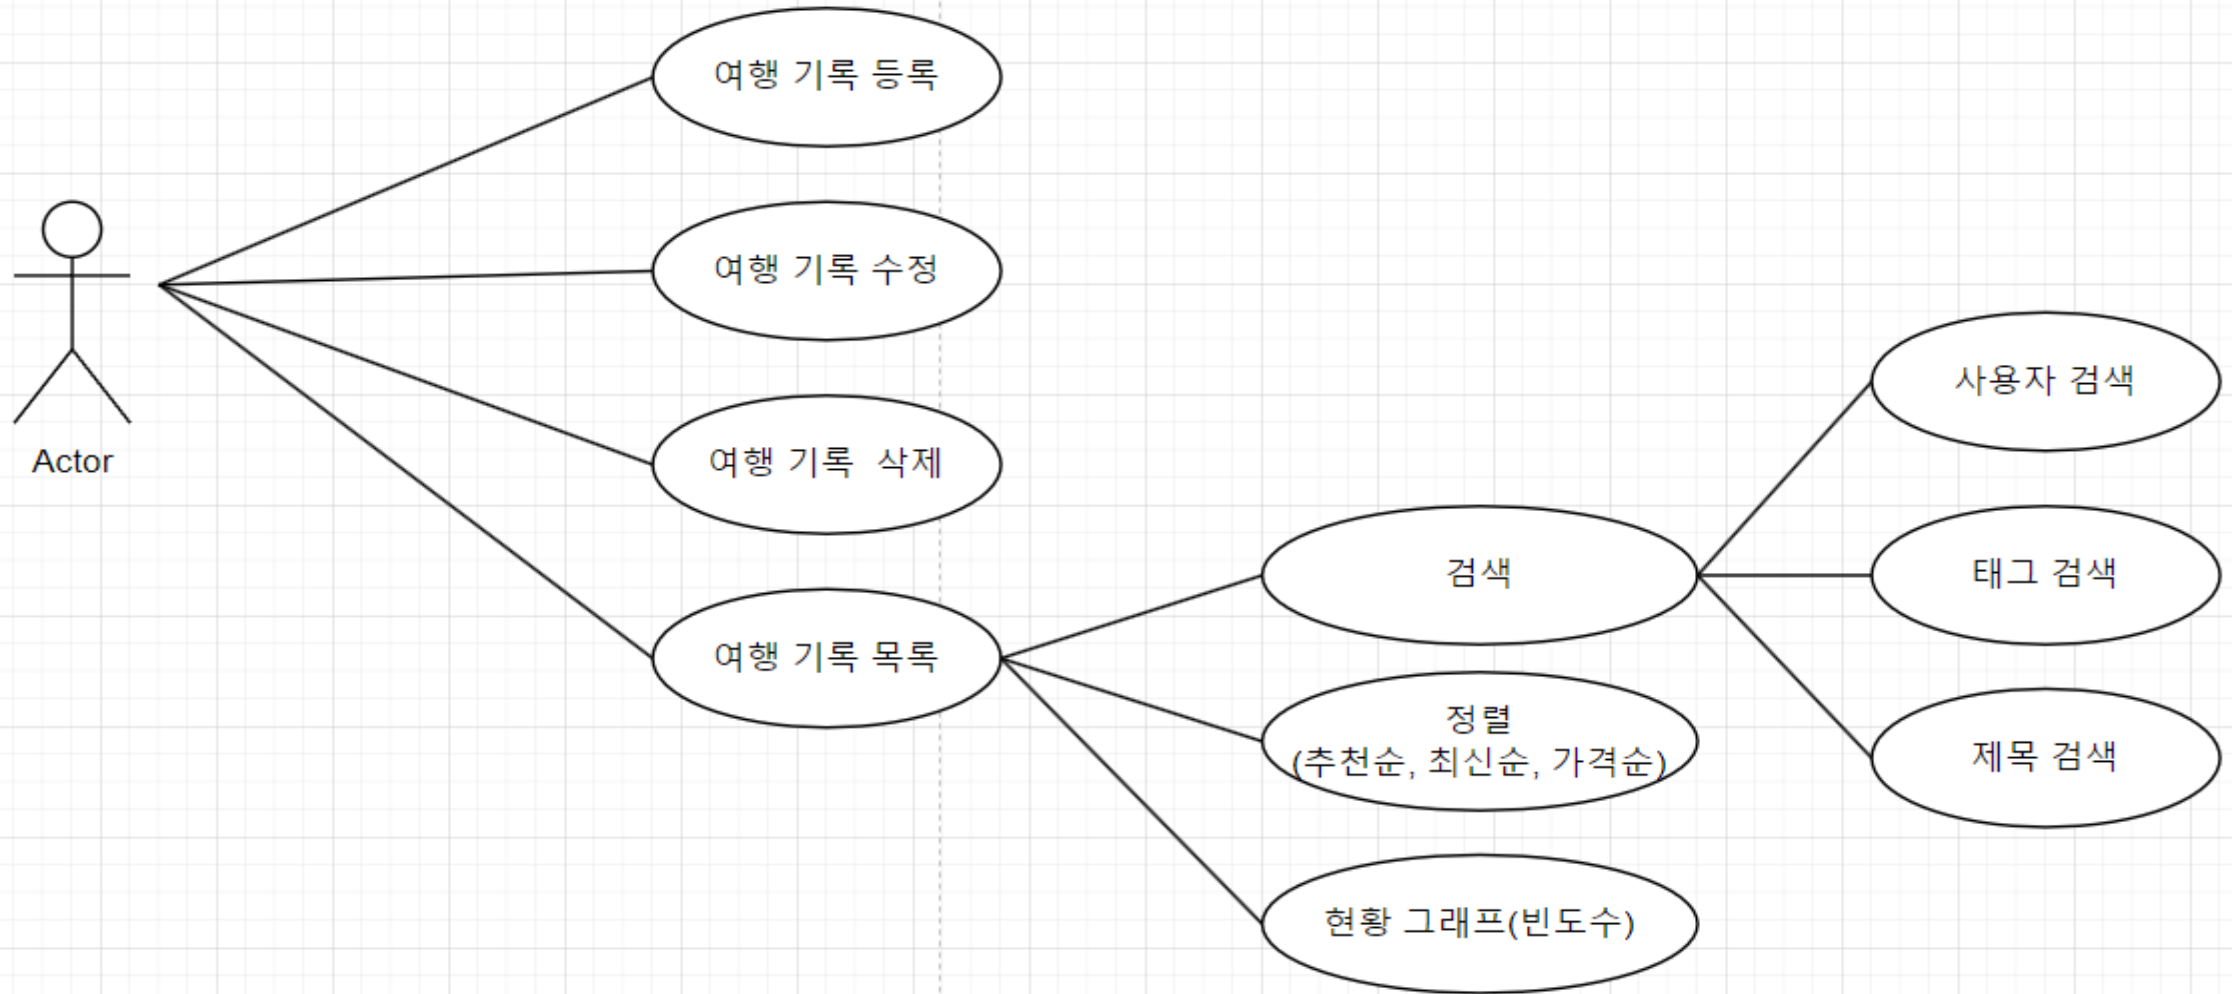 여행 기록 등록
여행 기록 수정
여행 기록 삭제
여행 기록 목록
Actor
검색
정렬
(추천순, 최신순, 가격순)
현황 그래프(빈도수)
사용자 검색
태그 검색
제목 검색